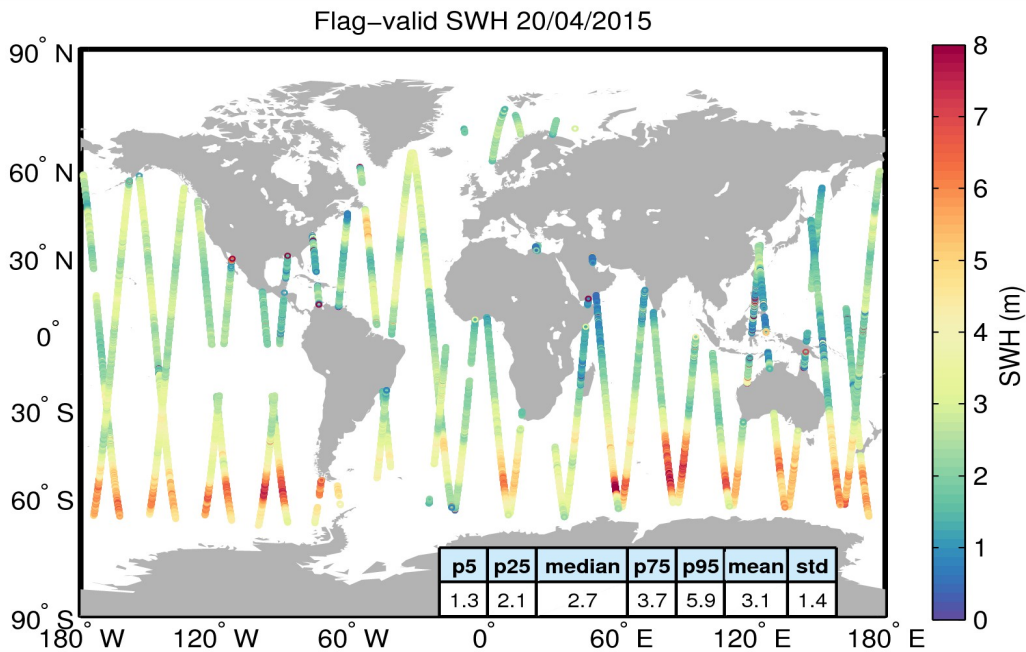 Flag−valid SWH 20/04/2015
90° N
60° N
30° N
0°
30° S
60° S
90° S
180° W
120° W
60° W
0°
60° E
120° E
180° E
p5 p25 median p75 p95 mean std
1.3 2.1 2.7 3.7 5.9 3.1 1.4
8
7
6
5
4
3
2
1
0
SWH (m)